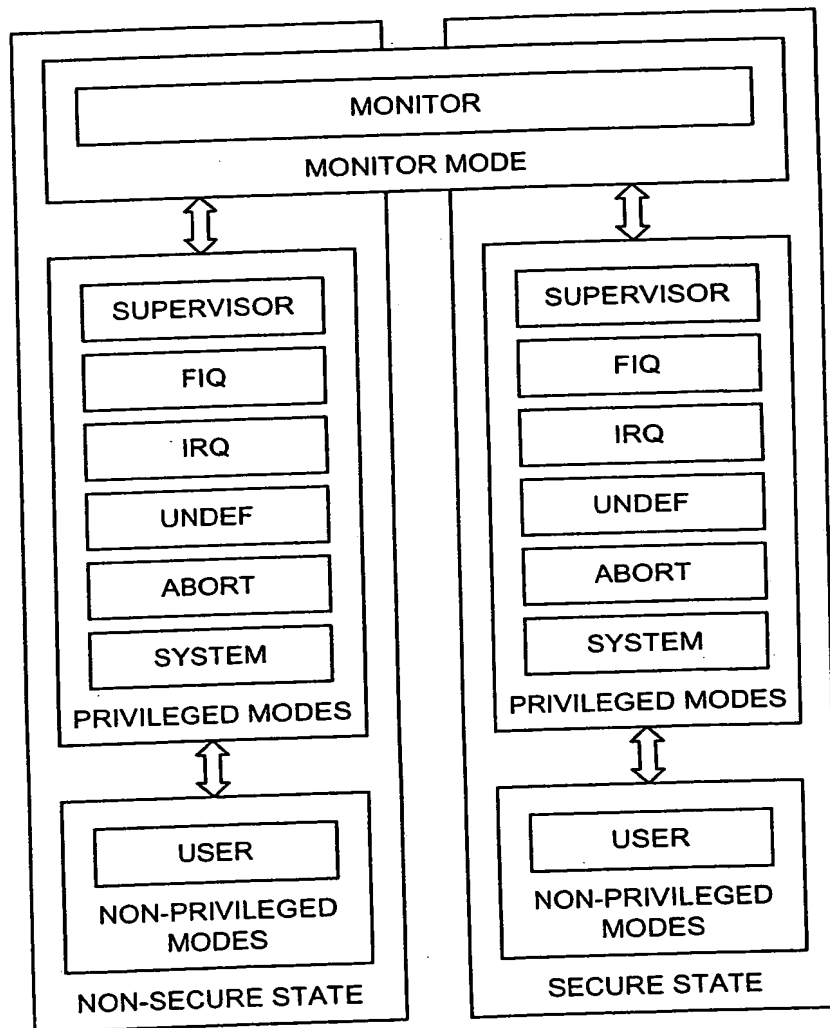 MONITOR
MONITOR MODE
SUPERVISOR
FIQ
IRQ
UNDEF
ABORT
SYSTEM
PRIVILEGED MODES
USER
NON-PRIVILEGED
MODES
NON-SECURE STATE
SUPERVISOR
FIQ
IRQ
UNDEF
ABORT
SYSTEM
PRIVILEGED MODES
USER
NON-PRIVILEGED
MODES
SECURE STATE